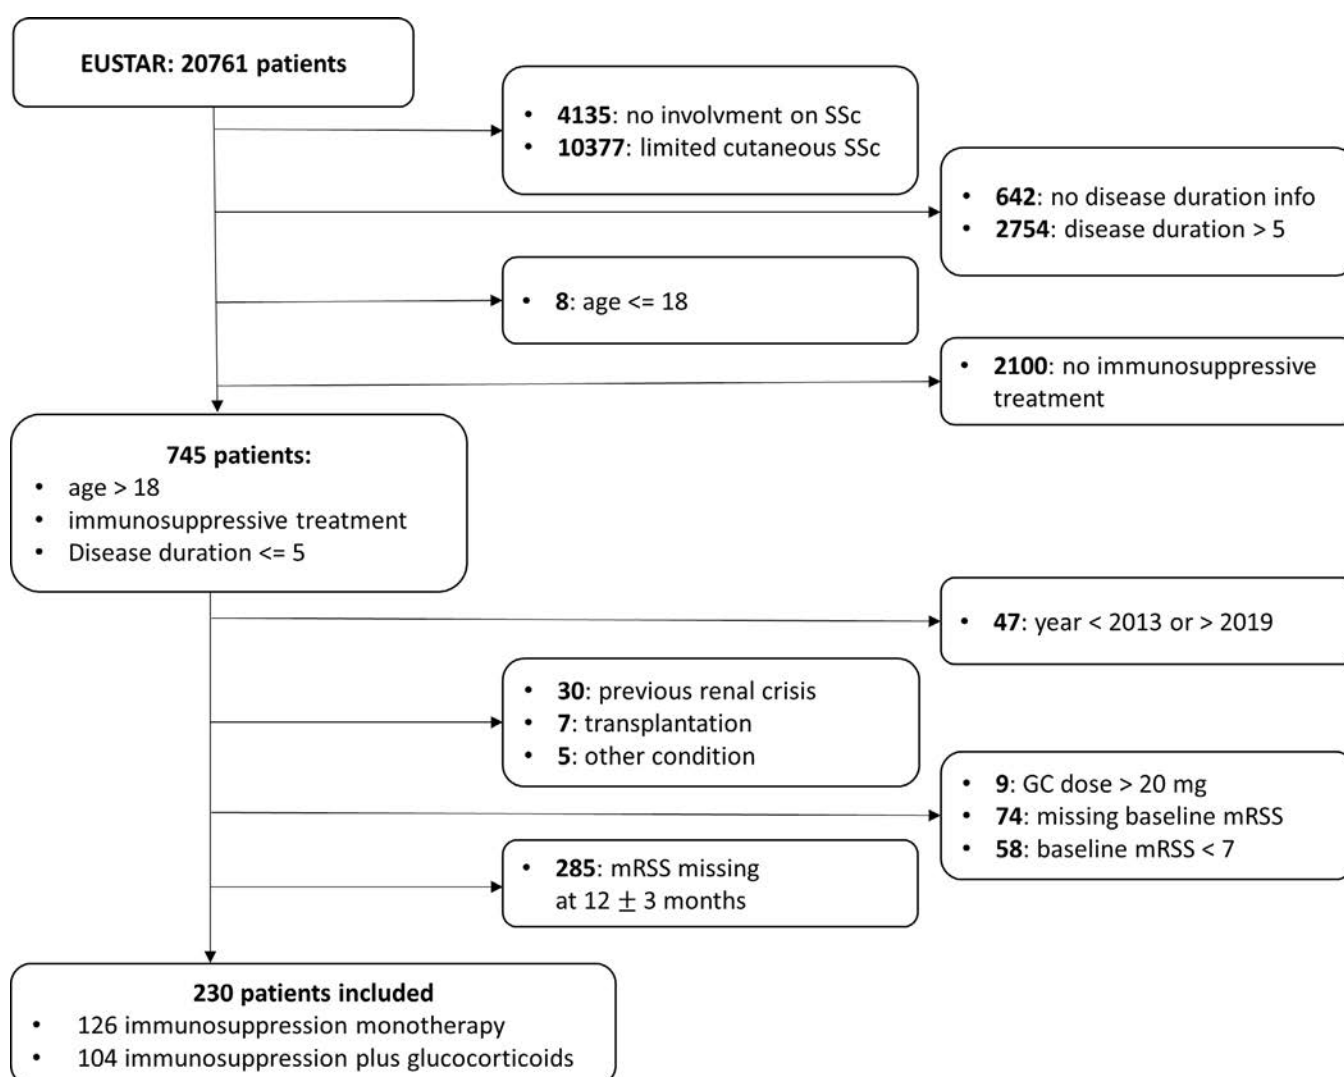 EUSTAR: 20761 patients
• 4135: no involvment on SSc
• 10377: limited cutaneous SSc
• 642: no disease duration info
• 2754: disease duration > 5
• 8: age <= 18
• 2100: no immunosuppressive
treatment
745 patients:
• age > 18
• immunosuppressive treatment
• Disease duration <= 5
• 47: year < 2013 or > 2019
• 30: previous renal crisis
• 7: transplantation
• 5: other condition
• 9: GC dose > 20 mg
• 74: missing baseline mRSS
• 58: baseline mRSS < 7
• 285: mRSS missing
at 12 ± 3 months
230 patients included
• 126 immunosuppression monotherapy
• 104 immunosuppression plus glucocorticoids